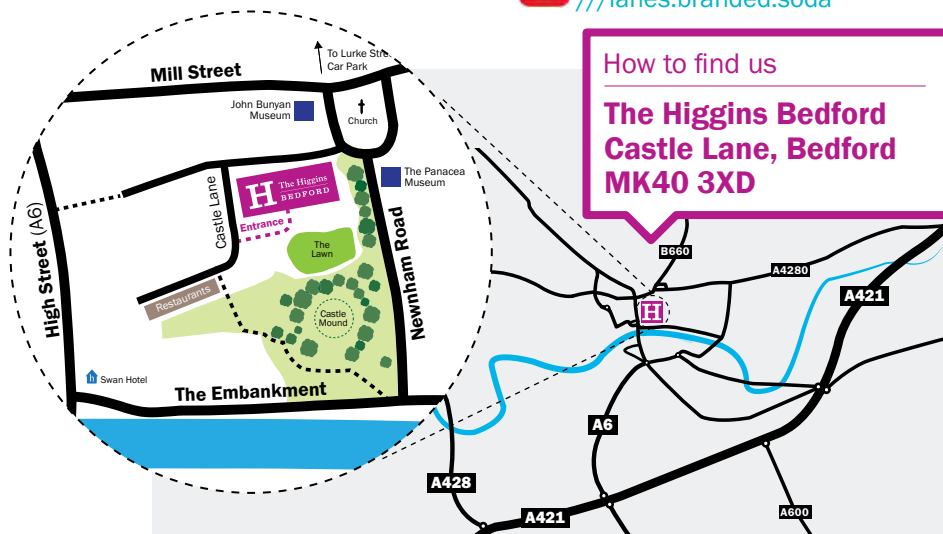 ///lanes.branded.soda
How to find us
The Higgins Bedford
Castle Lane, Bedford
MK40 3XD
To Lurke Stre
Car Park
Mill Street
John Bunyan
Museum
Church
The Panacea
Museum
H The Higgins
BEDFORD
Entrance
Castle Lane
High Street (A6)
The
Lawn
Newnham Road
Restaurants
Castle
Mound
Swan Hotel
The Embankment
B660
A4280
A421
H
A6
A428
A421
A600